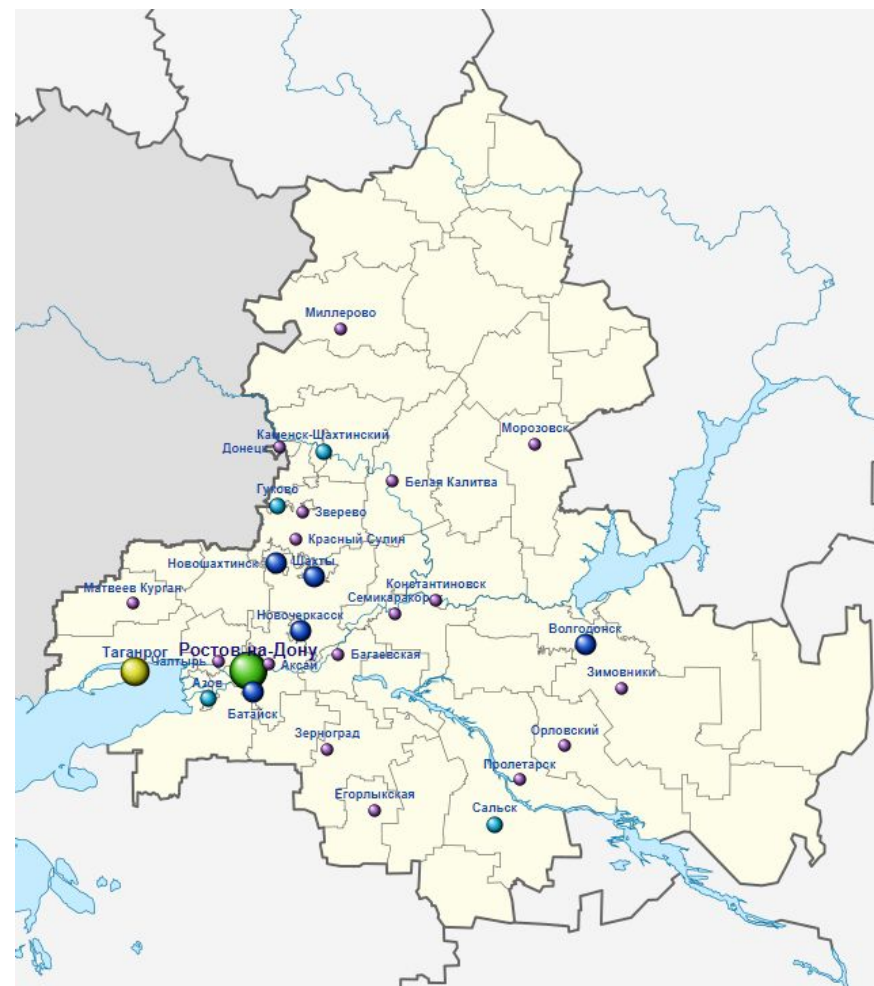 Миллерово
Морозовск
Каменск-Шахтинский
Донецк
Белая Калитва
Гуково
Зверево
Красный Сулин
Новошахтинск
Шахты
Матвеев Курган
Константиновск
Семикаракорск
Новочеркасск
Волгодонск
Таганрог
Ростов-на-Дону
Багаевская
Чалтырь
Аксай
Зимовники
Азов
Батайск
Зерноград
Орловский
Пролетарск
Егорлыкская
Сальск